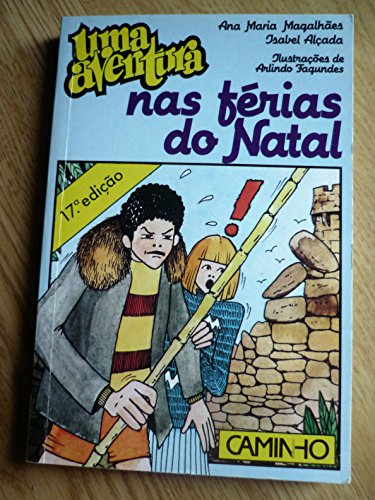 uma
aventura
Ana Maria Magalhães
Isabel Alçada
Ilustrações de
Arlindo Fagundes
nas férias
do Natal
17.ª edição
!
CAMINHO